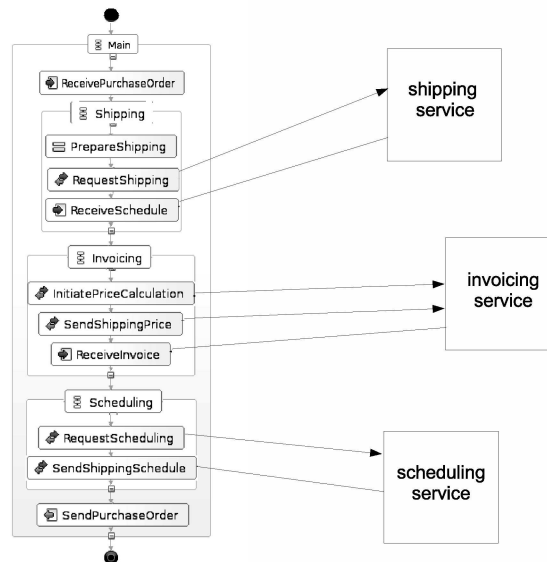 Main
ReceivePurchaseOrder
Shipping
PrepareShipping
RequestShipping
ReceiveSchedule
Invoicing
InitiatePriceCalculation
SendShippingPrice
ReceiveInvoice
Scheduling
RequestScheduling
SendShippingSchedule
SendPurchaseOrder
shipping
service
invoicing
service
scheduling
service